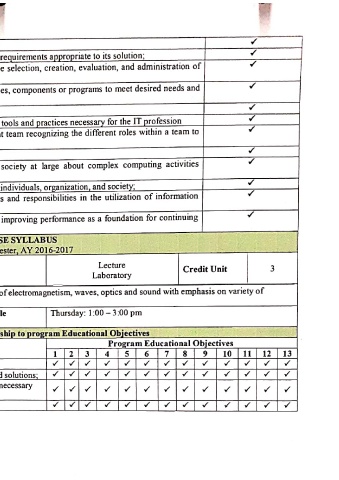 ✓
requirements appropriate to its solution; ✓
e selection, creation, evaluation, and administration of ✓
es, components or programs to meet desired needs and ✓
✓
tools and practices necessary for the IT profession ✓
t team recognizing the different roles within a team to ✓
✓
society at large about complex computing activities ✓
individuals, organization, and society; ✓
s and responsibilities in the utilization of information ✓
improving performance as a foundation for continuing ✓
SE SYLLABUS
ester, AY 2016-2017
Lecture
Laboratory
Credit Unit 3
of electromagnetism, waves, optics and sound with emphasis on variety of
le Thursday: 1:00 – 3:00 pm
ship to program Educational Objectives
Program Educational Objectives
1 2 3 4 5 6 7 8 9 10 11 12 13
✓ ✓ ✓ ✓ ✓ ✓ ✓ ✓ ✓ ✓ ✓ ✓ ✓
d solutions; ✓ ✓ ✓ ✓ ✓ ✓ ✓ ✓ ✓ ✓ ✓ ✓ ✓
necessary ✓ ✓ ✓ ✓ ✓ ✓ ✓ ✓ ✓ ✓ ✓ ✓ ✓
✓ ✓ ✓ ✓ ✓ ✓ ✓ ✓ ✓ ✓ ✓ ✓ ✓